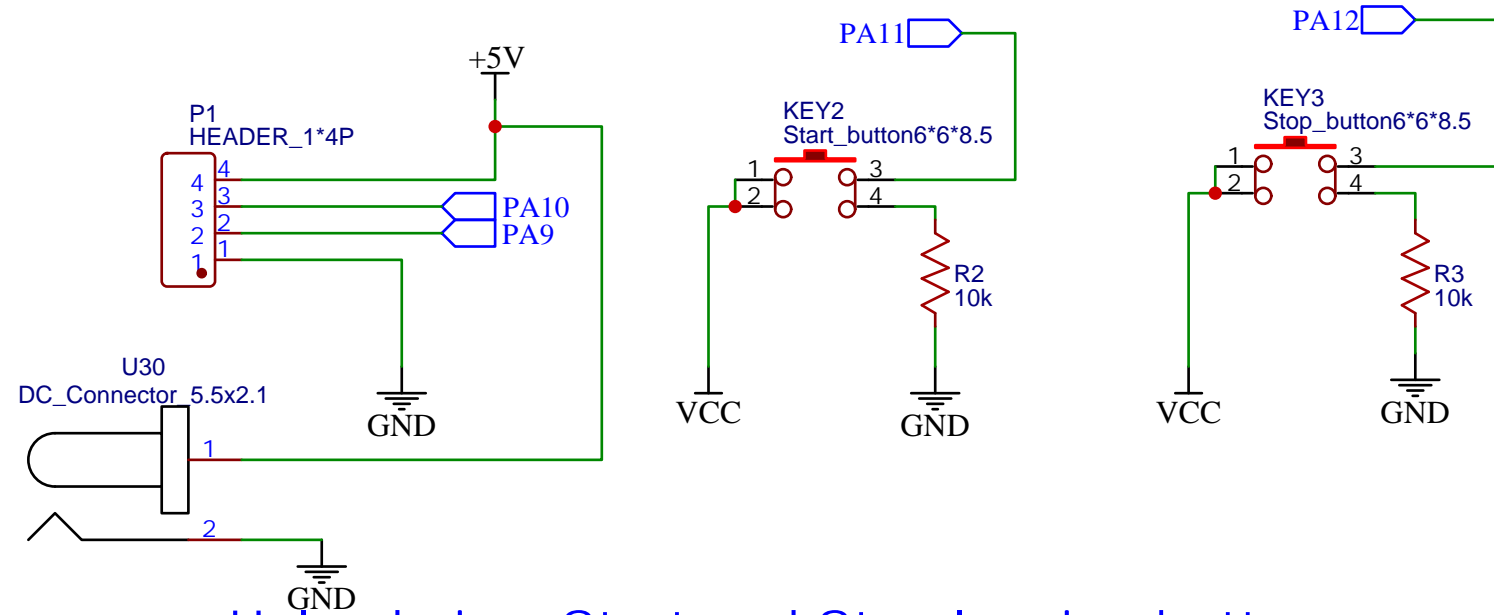 PA11
PA12
+5V
P1
HEADER_1*4P
KEY2
Start_button6*6*8.5
KEY3
Stop_button6*6*8.5
4 4
3 3
2 2
1 1
PA10
PA9
1 3
2 4
1 3
2 4
R2
10k
R3
10k
U30
DC_Connector_5.5x2.1
GND
VCC
GND
VCC
GND
1
2
GND